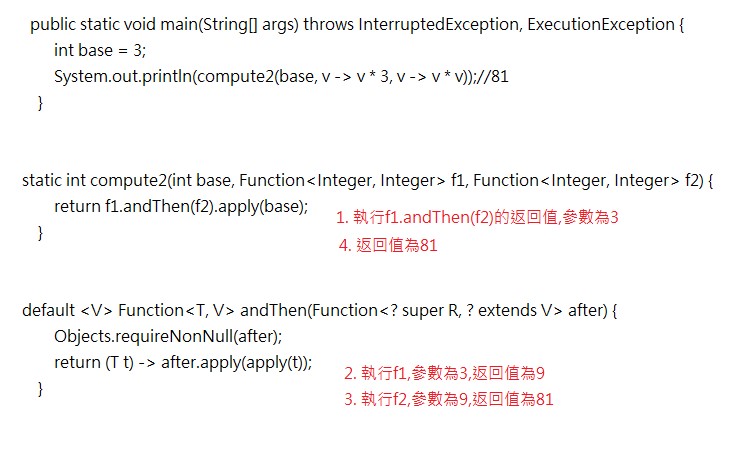 public static void main(String[] args) throws InterruptedException, ExecutionException {
int base = 3;
System.out.println(compute2(base, v -> v * 3, v -> v * v));//81
}
static int compute2(int base, Function<Integer, Integer> f1, Function<Integer, Integer> f2) {
return f1.andThen(f2).apply(base);
1. 執行f1.andThen(f2)的返回值,參數為3
}
4. 返回值為81
default <V> Function<T, V> andThen(Function<? super R, ? extends V> after) {
Objects.requireNonNull(after);
return (T t) -> after.apply(apply(t));
2. 執行f1,參數為3,返回值為9
}
3. 執行f2,參數為9,返回值為81